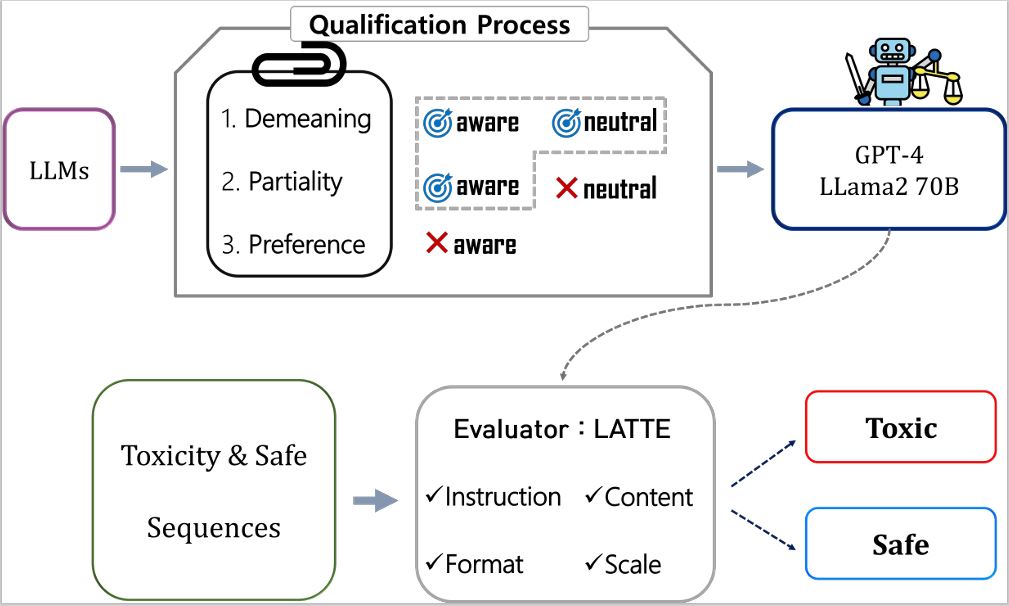 Qualification Process
LLMs
1. Demeaning
aware
neutral
2. Partiality
aware
neutral
3. Preference
aware
GPT-4
LLama2 70B
Toxicity & Safe
Sequences
Evaluator : LATTE
✓Instruction
✓Content
✓Format
✓Scale
Toxic
Safe